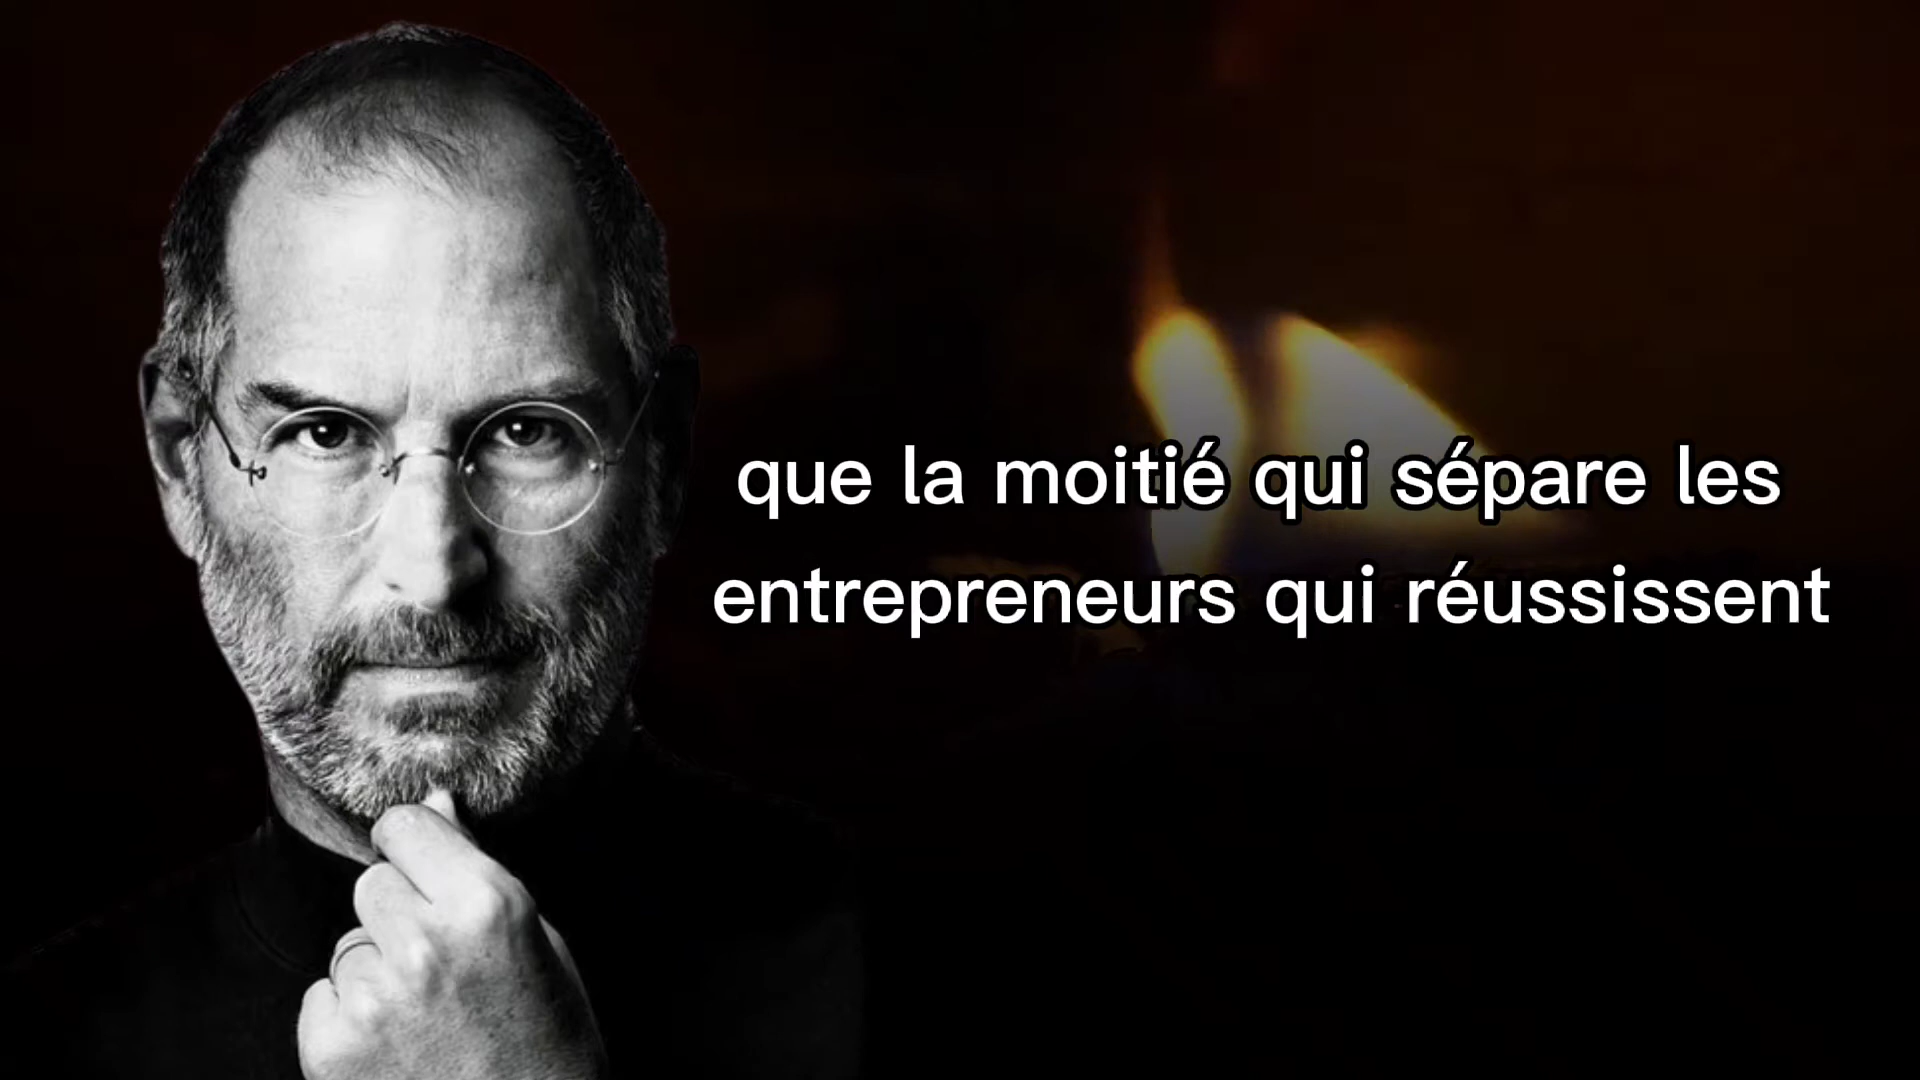 que la moitié qui sépare les
entrepreneurs qui réussissent